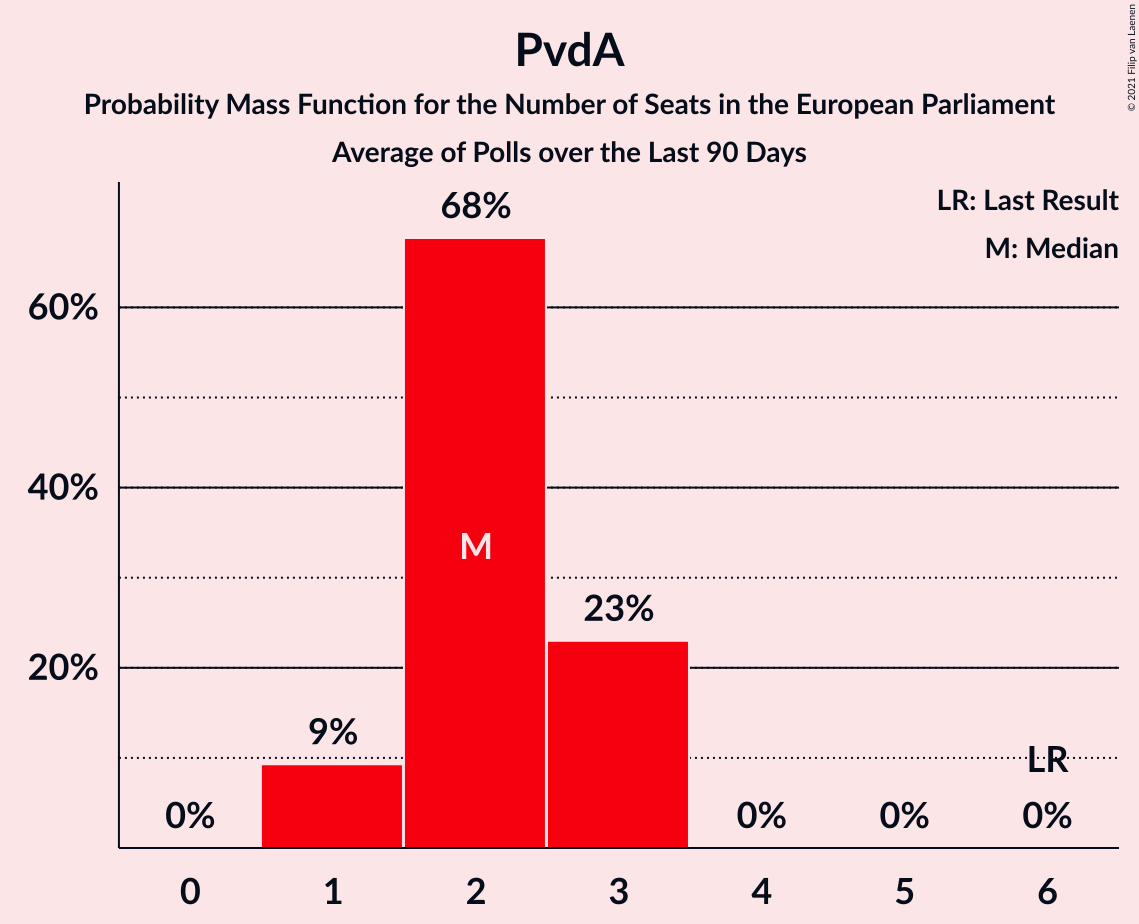 PvdA
Probability Mass Function for the Number of Seats in the European Parliament
Average of Polls over the Last 90 Days
© 2021 Filip van Laenen
LR: Last Result
M: Median
68%
60%
40%
M
23%
20%
9%
LR
0%
0%
0%
0%
0 1 2 3 4 5 6